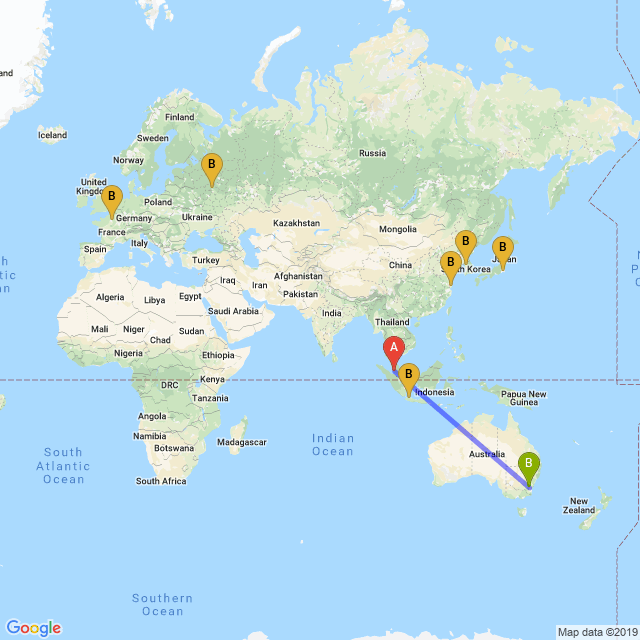 Iceland
Finland
Sweden
Norway
Russia
United
Kingdom
Poland
Germany
Ukraine
France
Kazakhstan
Mongolia
Italy
Spain
Turkey
China
South Korea
Japan
Afghanistan
Iraq
Iran
Pakistan
Algeria
Libya
Egypt
Saudi Arabia
India
Mali
Niger
Sudan
Thailand
Chad
Nigeria
Ethiopia
DRC
Kenya
Indonesia
Papua New
Guinea
Tanzania
Angola
Namibia
Botswana
Madagascar
South
Atlantic
Ocean
Indian
Ocean
Australia
South Africa
New
Zealand
Southern
Ocean
A
B
B
B
B
B
B
B
Google
Map data ©2019